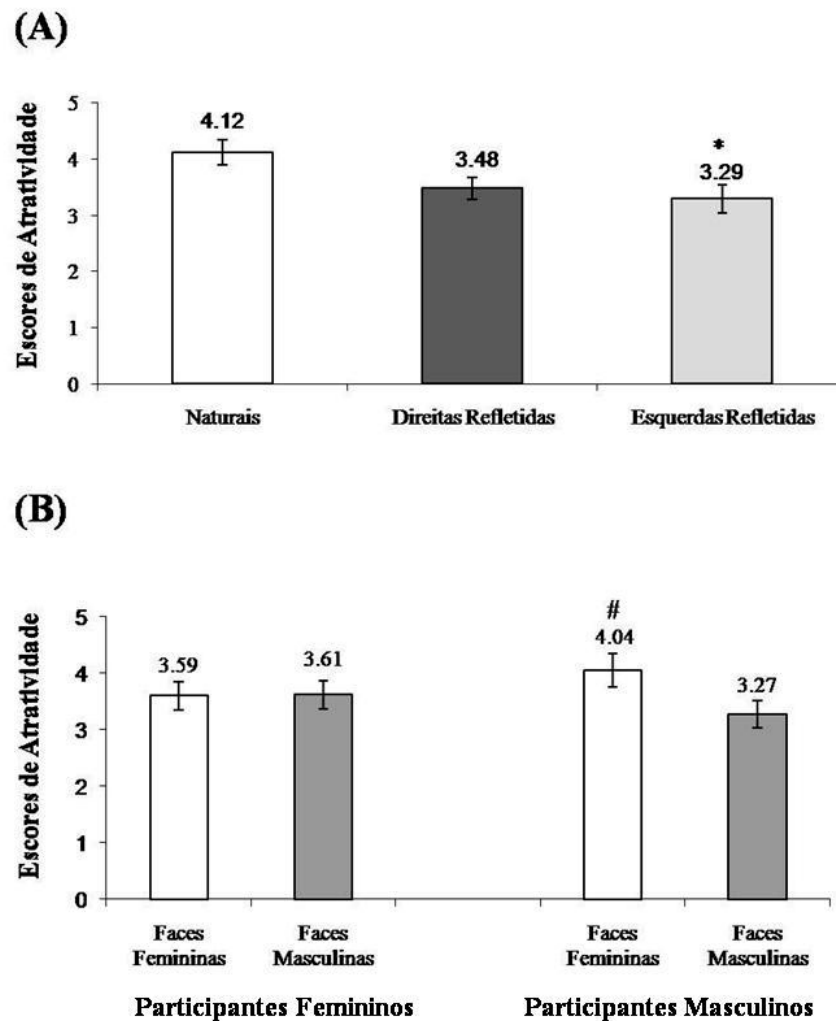 (A)
Escores de Atratividade
5
4
3
2
1
0
4.12
3.48
*
3.29
Naturais
Direitas Refletidas
Esquerdas Refletidas
(B)
Escores de Atratividade
5
4
3
2
1
0
3.59
3.61
#
4.04
3.27
Faces
Femininas
Faces
Masculinas
Faces
Femininas
Faces
Masculinas
Participantes Femininos
Participantes Masculinos